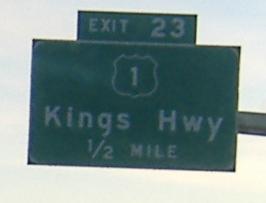 EXIT 23
1
Kings Hwy
1/2 MILE